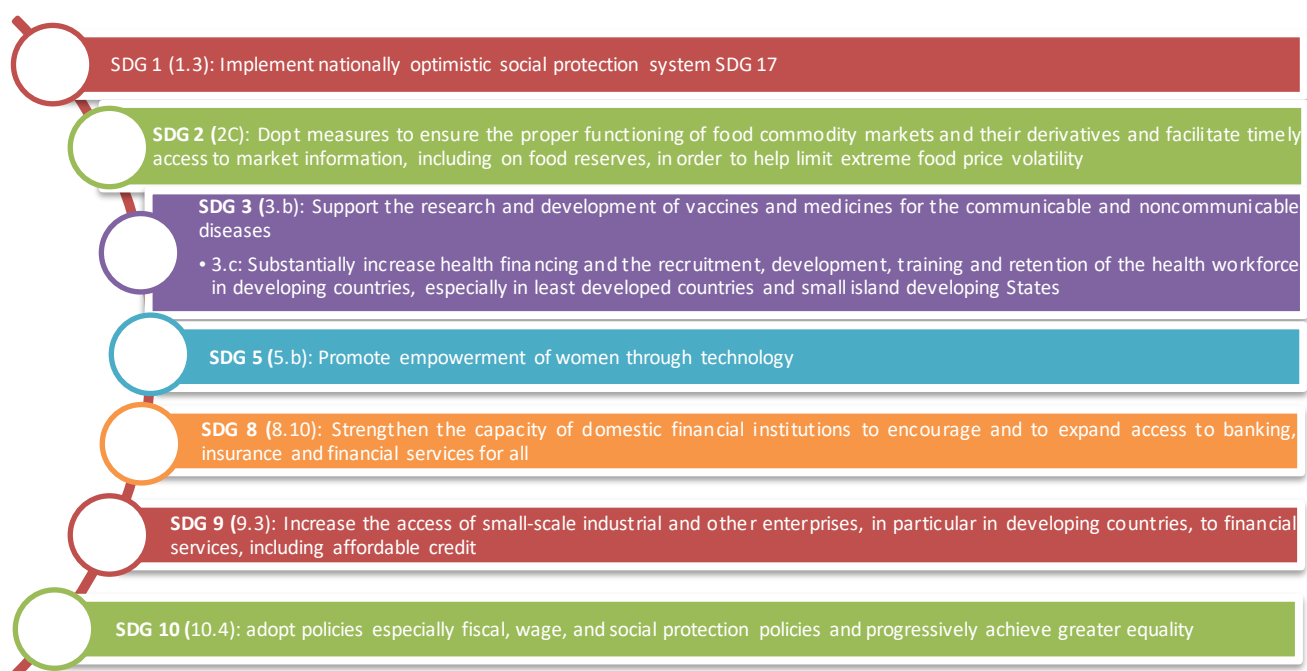 SDG 1 (1.3): Implement nationally optimistic social protection system SDG 17
SDG 2 (2C): Dopt measures to ensure the proper functioning of food commodity markets and their derivatives and facilitate timely
access to market information, including on food reserves, in order to help limit extreme food price volatility
SDG 3 (3.b): Support the research and development of vaccines and medicines for the communicable and noncommunicable
diseases
• 3.c: Substantially increase health financing and the recruitment, development, training and retention of the health workforce
in developing countries, especially in least developed countries and small island developing States
SDG 5 (5.b): Promote empowerment of women through technology
SDG 8 (8.10): Strengthen the capacity of domestic financial institutions to encourage and to expand access to banking,
insurance and financial services for all
SDG 9 (9.3): Increase the access of small-scale industrial and other enterprises, in particular in developing countries, to financial
services, including affordable credit
SDG 10 (10.4): adopt policies especially fiscal, wage, and social protection policies and progressively achieve greater equality